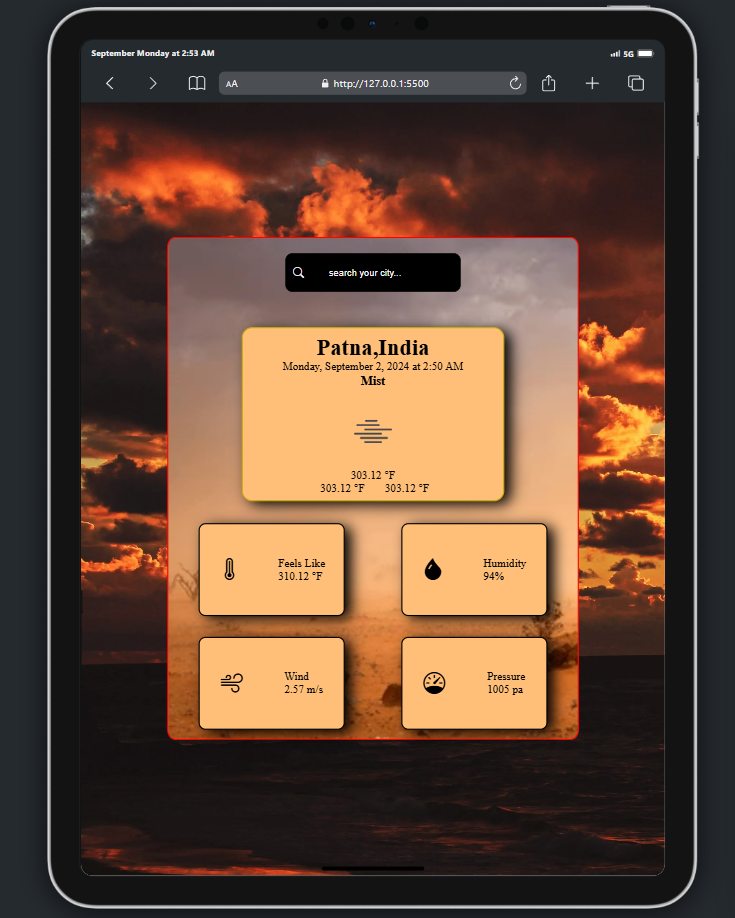 September Monday at 2:53 AM
5G
AA
http://127.0.0.1:5500
search your city...
Patna,India
Monday, September 2, 2024 at 2:50 AM
Mist
303.12 °F
303.12 °F 303.12 °F
Feels Like
310.12 °F
Humidity
94%
Wind
2.57 m/s
Pressure
1005 pa